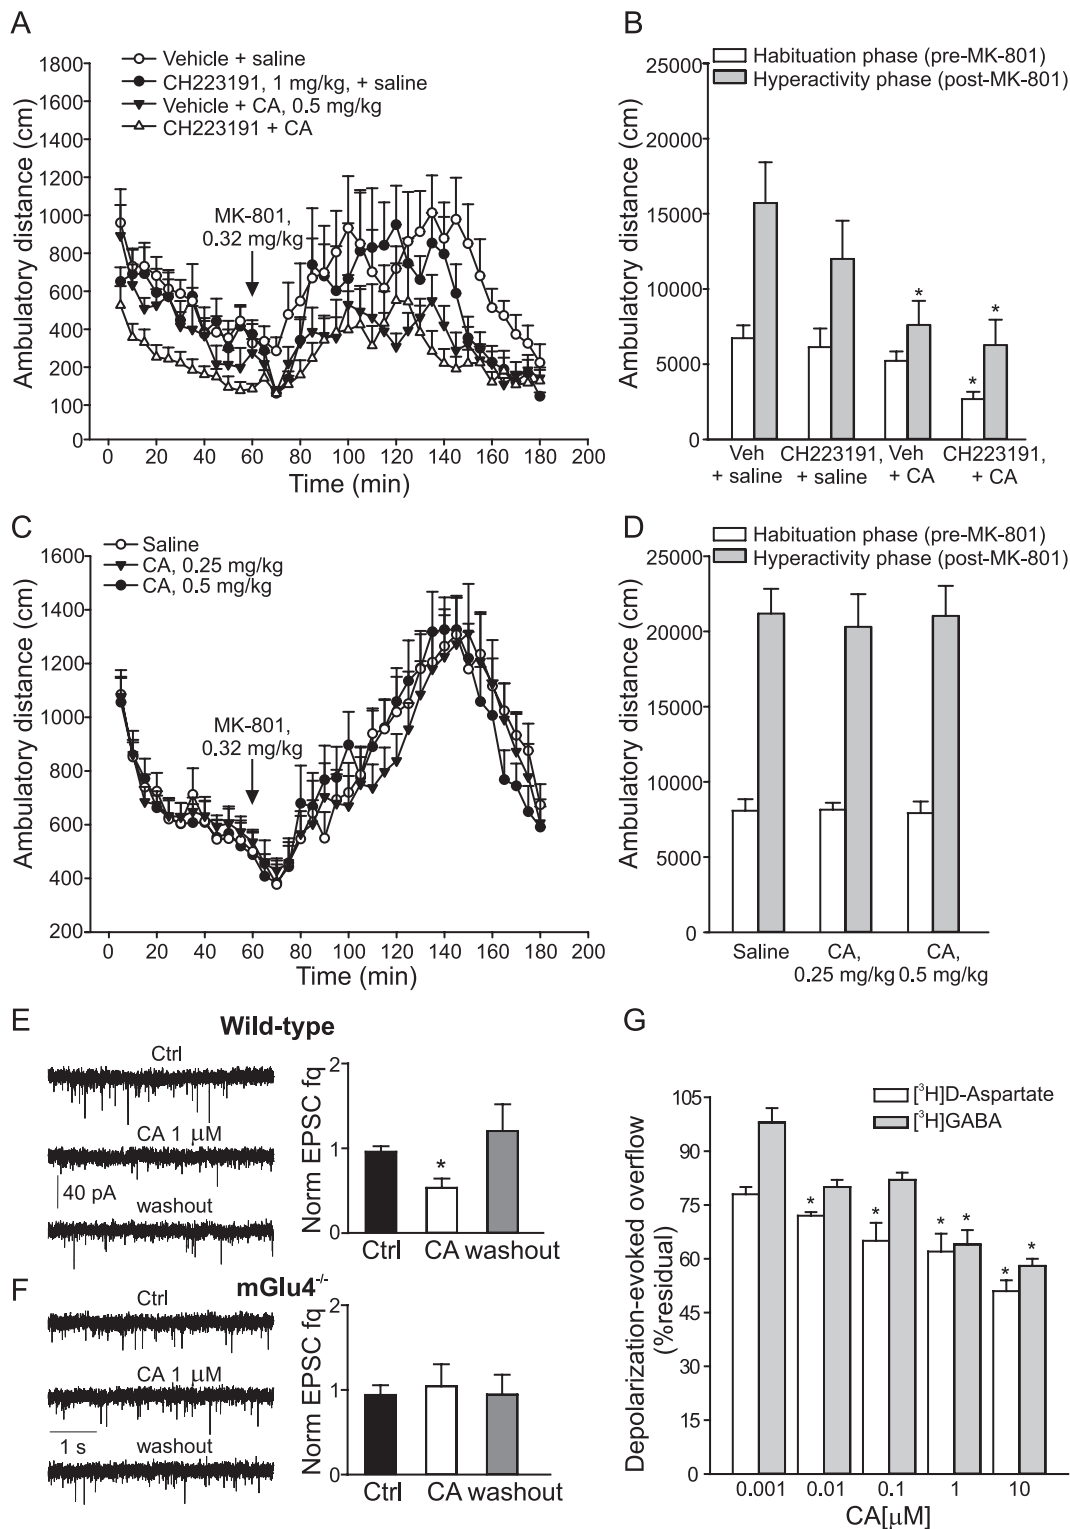 A
Vehicle + saline
CH223191, 1 mg/kg, + saline
Vehicle + CA, 0.5 mg/kg
CH223191 + CA
1800
1600
1400
1200
1000
800
600
400
100
0
Ambulatory distance (cm)
MK-801,
0.32 mg/kg
0 20 40 60 80 100 120 140 160 180 200
Time (min)
B
Habituation phase (pre-MK-801)
Hyperactivity phase (post-MK-801)
25000
20000
15000
10000
5000
0
Ambulatory distance (cm)
* * *
Veh + saline
CH223191, + saline
Veh + CA
CH223191, + CA
C
Saline
CA, 0.25 mg/kg
CA, 0.5 mg/kg
1600
1400
1200
1000
800
600
400
200
Ambulatory distance (cm)
MK-801,
0.32 mg/kg
0 20 40 60 80 100 120 140 160 180 200
Time (min)
D
Habituation phase (pre-MK-801)
Hyperactivity phase (post-MK-801)
25000
20000
15000
10000
5000
0
Ambulatory distance (cm)
Saline
CA, 0.25 mg/kg
CA, 0.5 mg/kg
E
Wild-type
Ctrl
CA 1 μM
40 pA
washout
2
1
0
Norm EPSC fq
*
Ctrl CA washout
F
mGlu4-/-
Ctrl
CA 1 μM
1 s
washout
2
1
0
Norm EPSC fq
Ctrl CA washout
G
[³H]D-Aspartate
[³H]GABA
105
90
75
60
45
30
15
0
Depolarization-evoked overflow
(%residual)
* * * * * *
0.001 0.01 0.1 1 10
CA[μM]